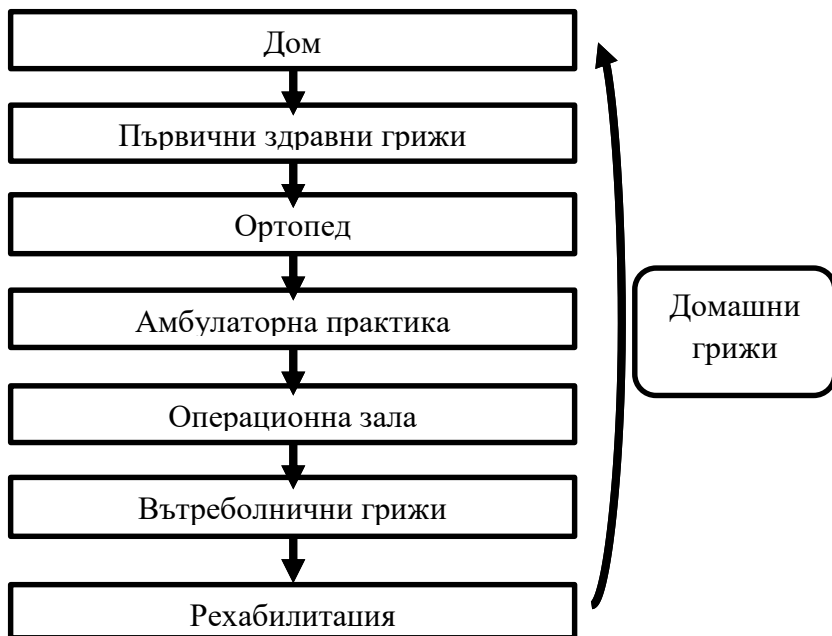 Дом
Първични здравни грижи
Ортопед
Амбулаторна практика
Операционна зала
Вътреболнични грижи
Рехабилитация
Домашни
грижи